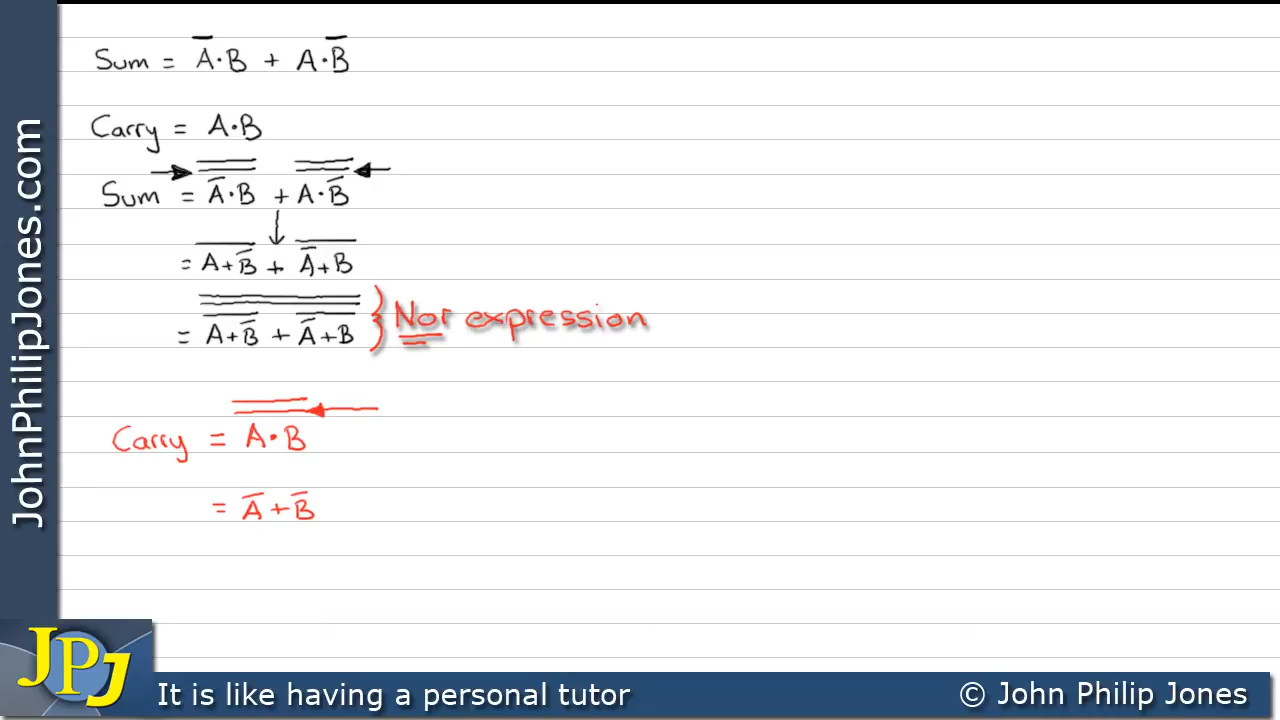 Sum = A̅·B + A·B̅
Carry = A·B
Sum = A̿̅·̿B̿ + A̿·̿B̿̅
= A̅+̅B̿ + A̿+̅B̅
= A̿̅+̿̅B̿̿ + A̿̿+̿̅B̿̅ } Nor expression
Carry = A̿·̿B̿
= A̅+B̅
JohnPhilipJones.com
JPJ
It is like having a personal tutor
© John Philip Jones